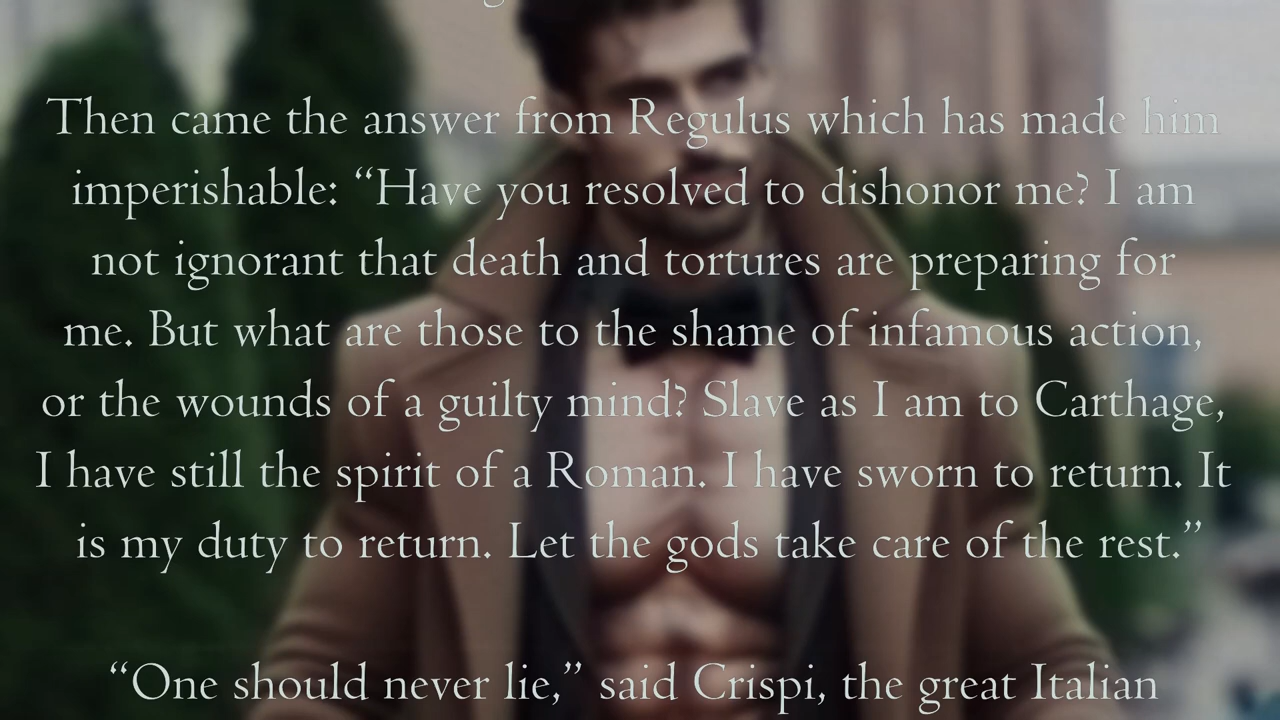 Then came the answer from Regulus which has made him
imperishable: “Have you resolved to dishonor me? I am
not ignorant that death and tortures are preparing for
me. But what are those to the shame of infamous action,
or the wounds of a guilty mind? Slave as I am to Carthage,
I have still the spirit of a Roman. I have sworn to return. It
is my duty to return. Let the gods take care of the rest.”
“One should never lie,” said Crispi, the great Italian